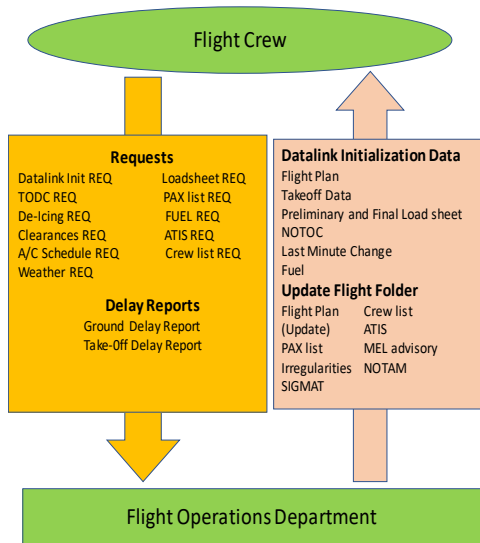 Flight Crew
Requests
Datalink Init REQ
TODC REQ
De-Icing REQ
Clearances REQ
A/C Schedule REQ
Weather REQ
Loadsheet REQ
PAX list REQ
FUEL REQ
ATIS REQ
Crew list REQ
Delay Reports
Ground Delay Report
Take-Off Delay Report
Datalink Initialization Data
Flight Plan
Takeoff Data
Preliminary and Final Load sheet
NOTOC
Last Minute Change
Fuel
Update Flight Folder
Flight Plan
(Update)
PAX list
Irregularities
SIGMAT
Crew list
ATIS
MEL advisory
NOTAM
Flight Operations Department